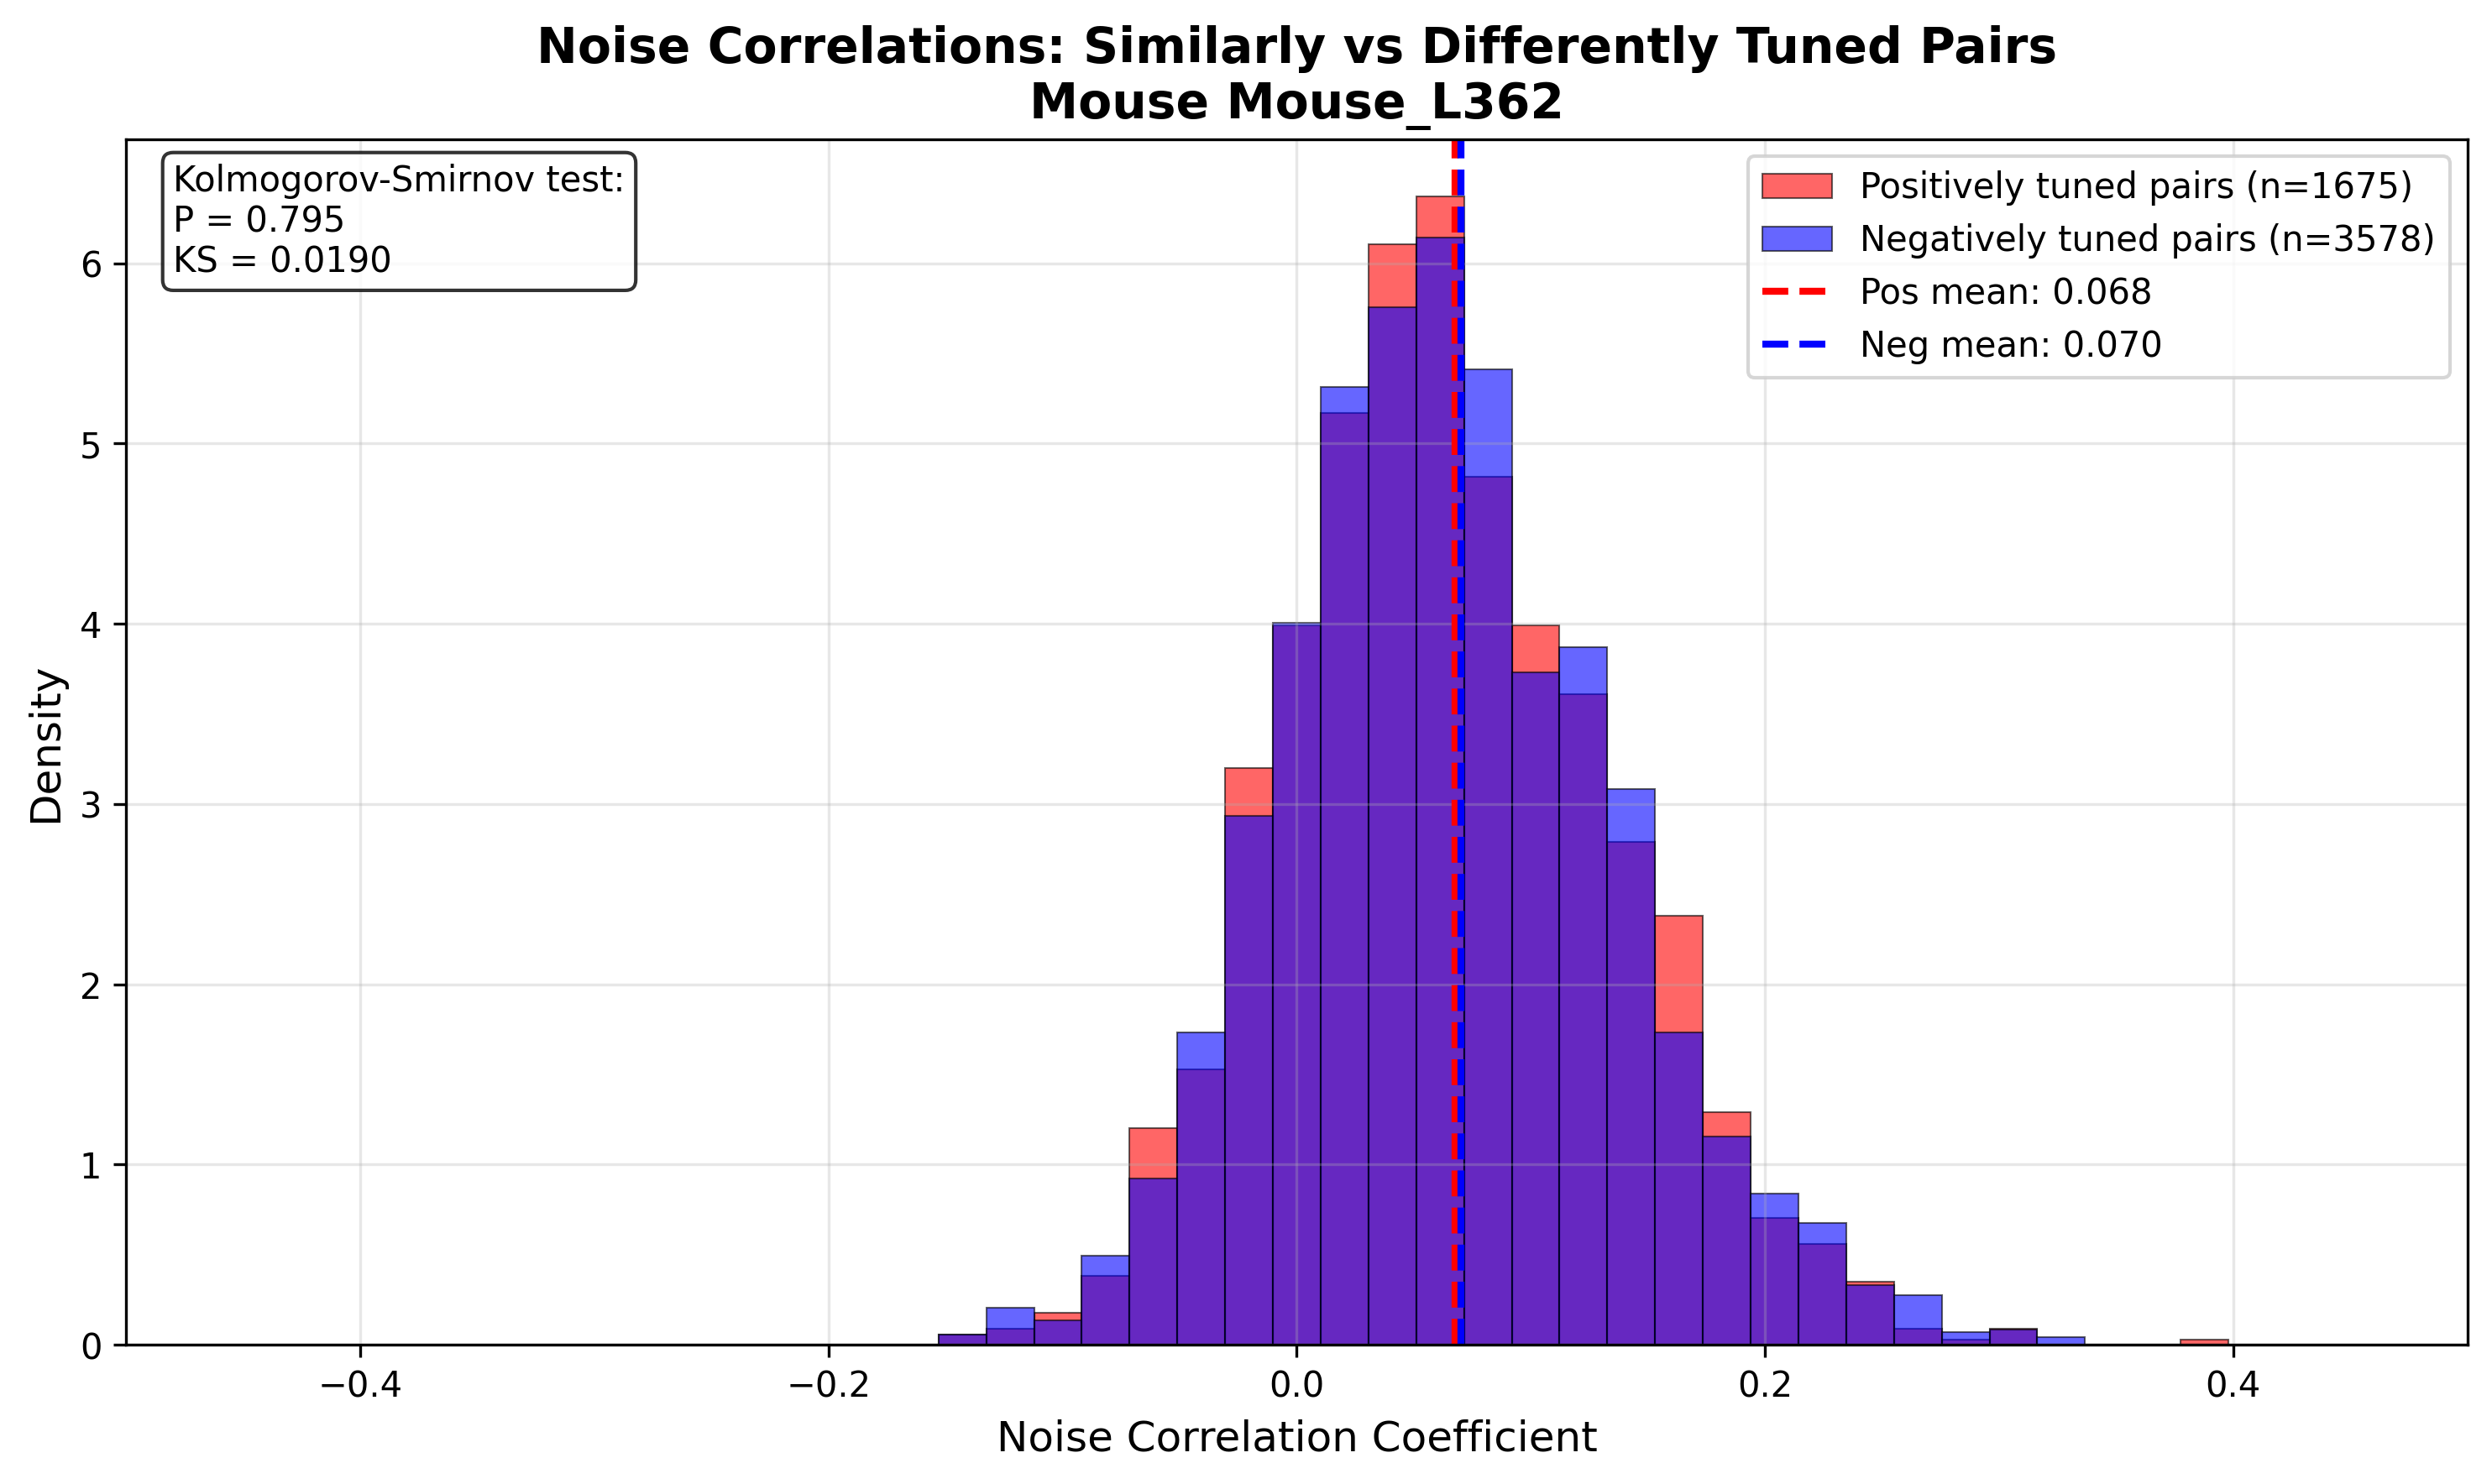 Noise Correlations: Similarly vs Differently Tuned Pairs
Mouse Mouse_L362
Kolmogorov-Smirnov test:
P = 0.795
KS = 0.0190
Positively tuned pairs (n=1675)
Negatively tuned pairs (n=3578)
Pos mean: 0.068
Neg mean: 0.070
Density
6
5
4
3
2
1
0
−0.4
−0.2
0.0
0.2
0.4
Noise Correlation Coefficient